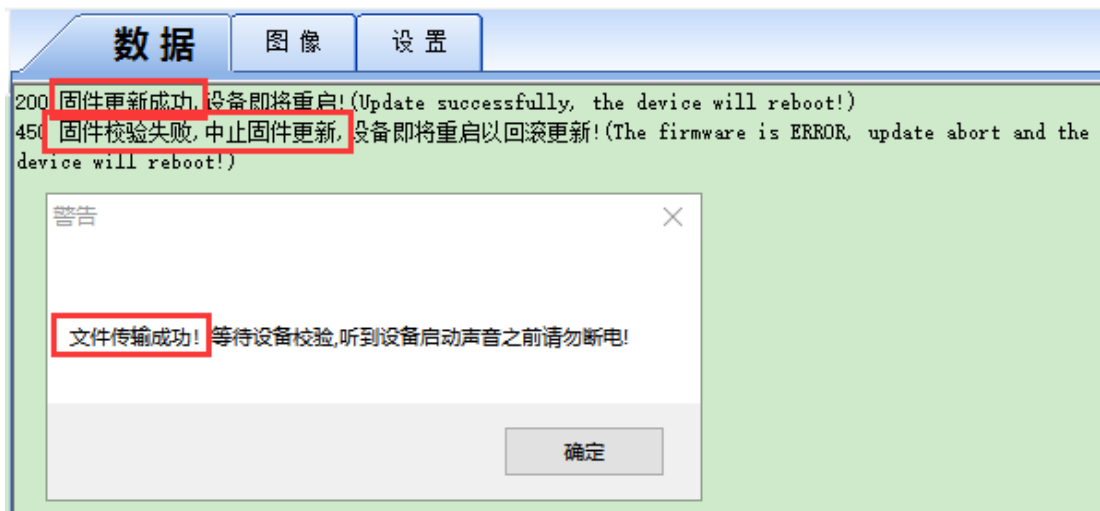 数据 图像 设置
200 固件更新成功,设备即将重启!(Update successfully, the device will reboot!)
450 固件校验失败,中止固件更新,设备即将重启以回滚更新!(The firmware is ERROR, update abort and the
device will reboot!)
警告
文件传输成功! 等待设备校验,听到设备启动声音之前请勿断电!
确定